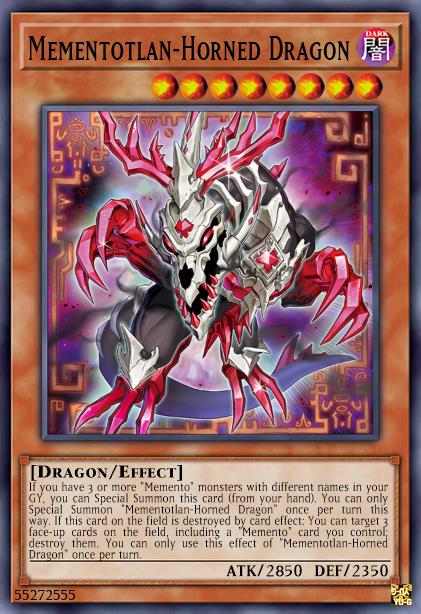 MEMENTOTLAN-HORNED DRAGON
DARK
闇
[DRAGON/EFFECT]
If you have 3 or more "Memento" monsters with different names in your
GY, you can Special Summon this card (from your hand). You can only
Special Summon "Mementotlan-Horned Dragon" once per turn this
way. If this card on the field is destroyed by card effect: You can target 3
face-up cards on the field, including a "Memento" card you control;
destroy them. You can only use this effect of "Mementotlan-Horned
Dragon" once per turn.
ATK/2850 DEF/2350
55272555